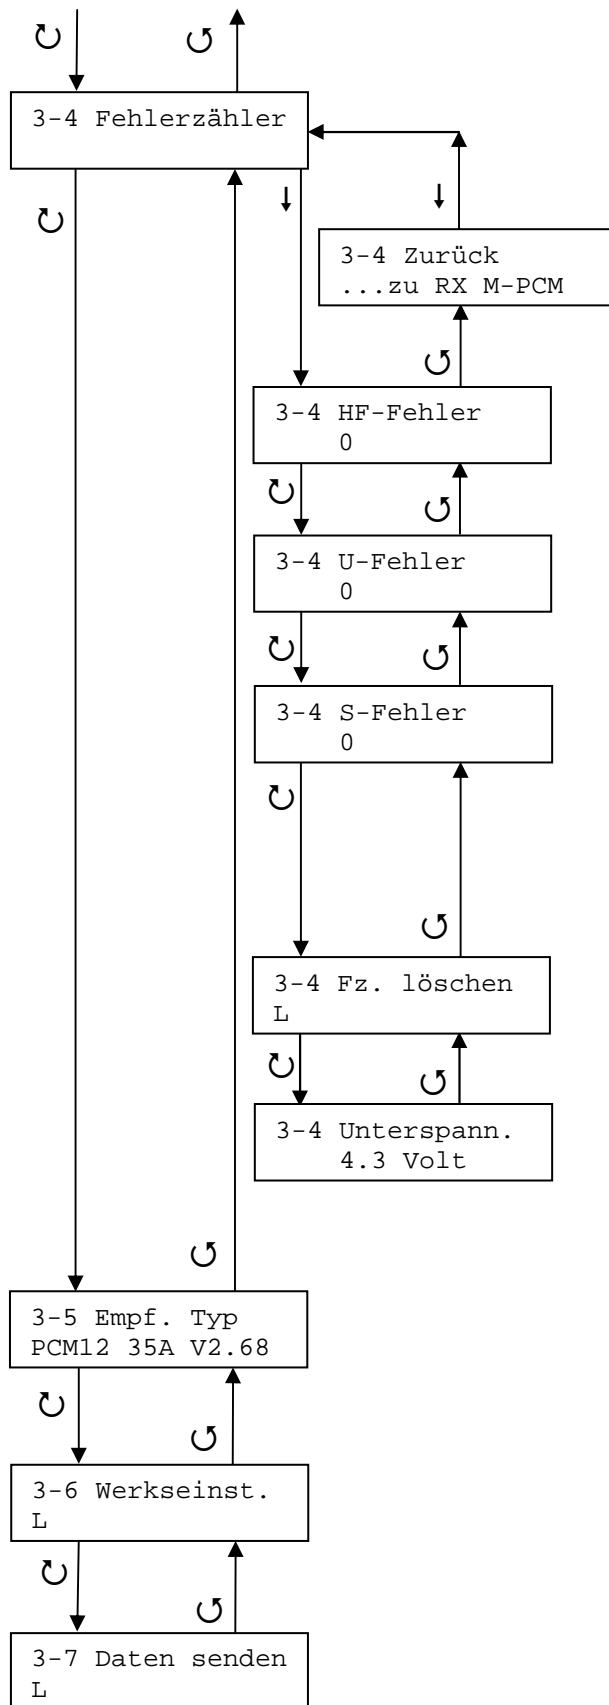 3-4 Fehlerzähler
3-4 Zurück
...zu RX M-PCM
3-4 HF-Fehler
0
3-4 U-Fehler
0
3-4 S-Fehler
0
3-4 Fz. löschen
L
3-4 Unterspann.
4.3 Volt
3-5 Empf. Typ
PCM12 35A V2.68
3-6 Werkseinst.
L
3-7 Daten senden
L